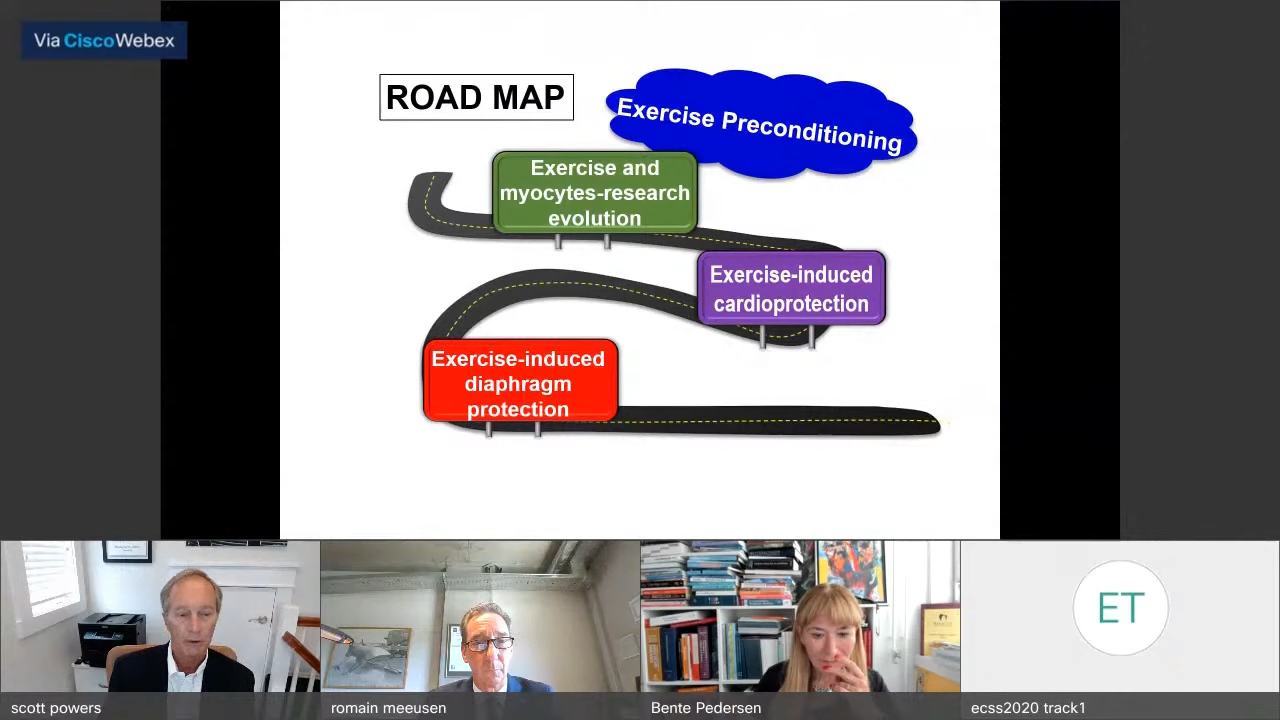 Via CiscoWebex
ROAD MAP
Exercise Preconditioning
Exercise and
myocytes-research
evolution
Exercise-induced
cardioprotection
Exercise-induced
diaphragm
protection
ET
scott powers
romain meeusen
Bente Pedersen
ecss2020 track1